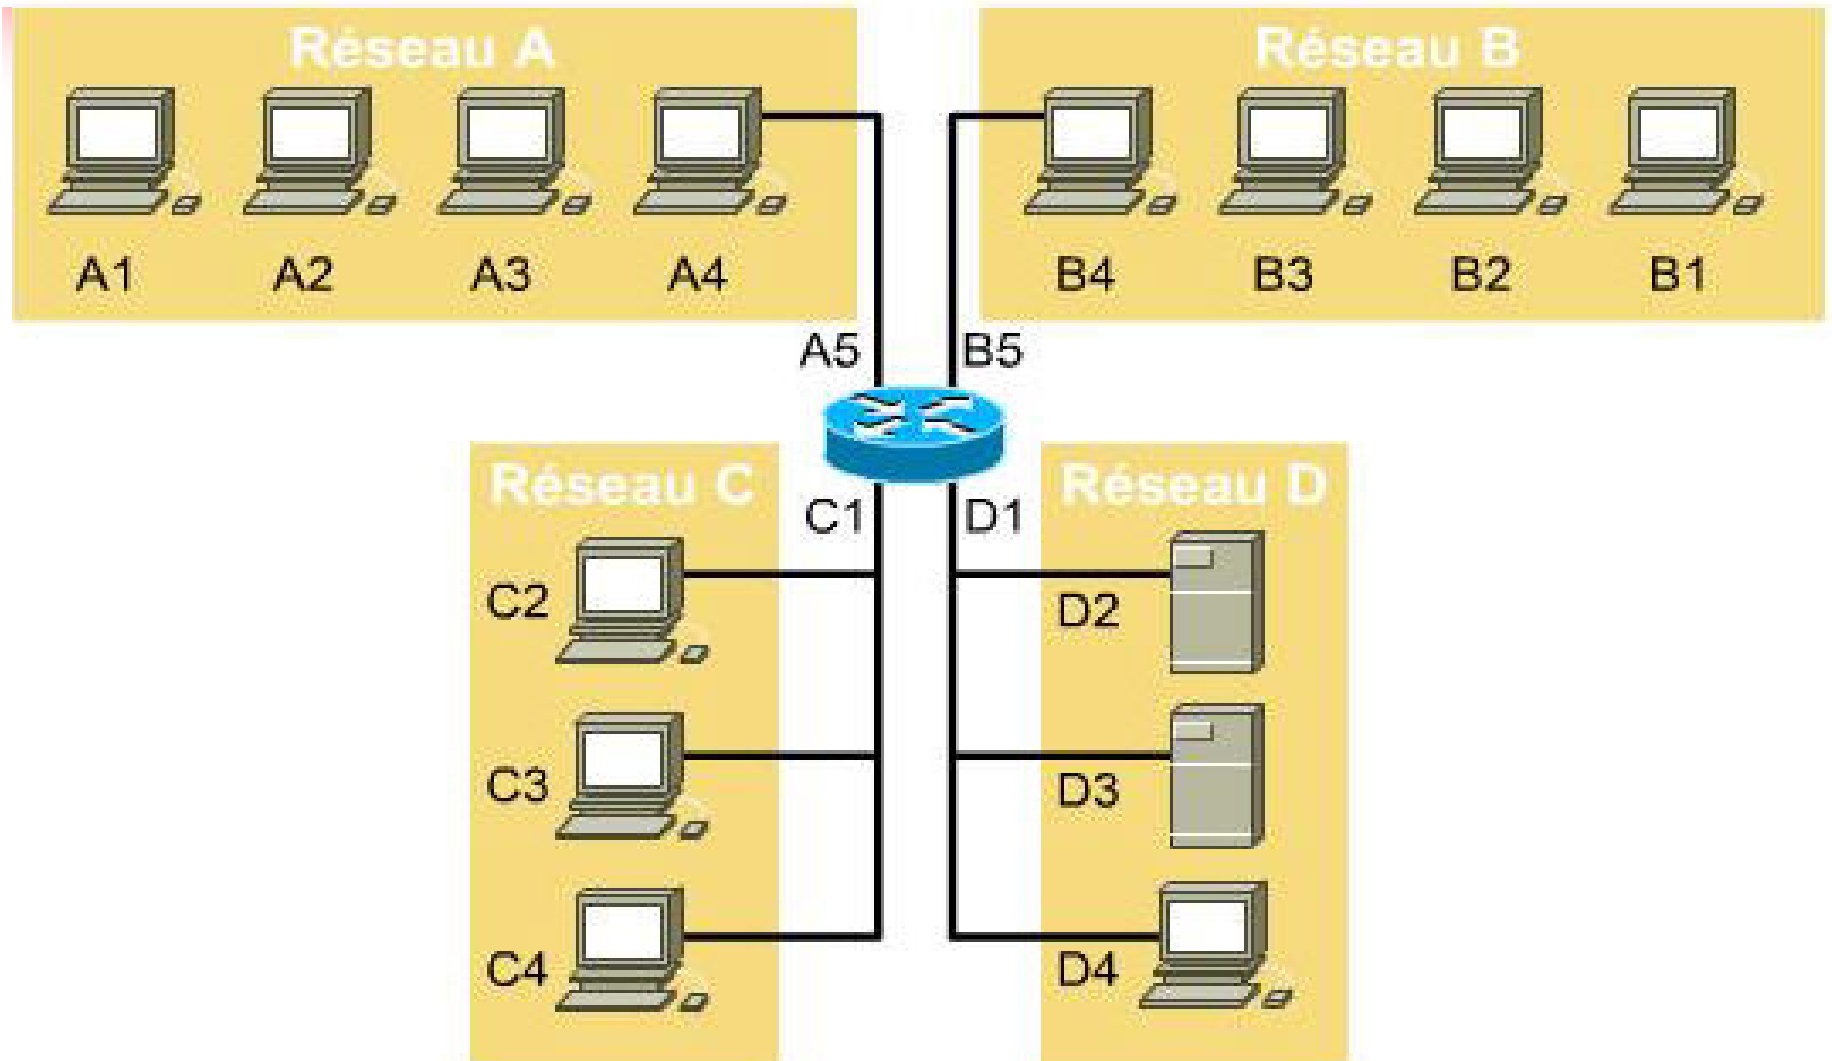 Réseau A
Réseau B
A1 A2 A3 A4
B4 B3 B2 B1
A5 B5
Réseau C
Réseau D
C1 D1
C2
D2
C3
D3
C4
D4